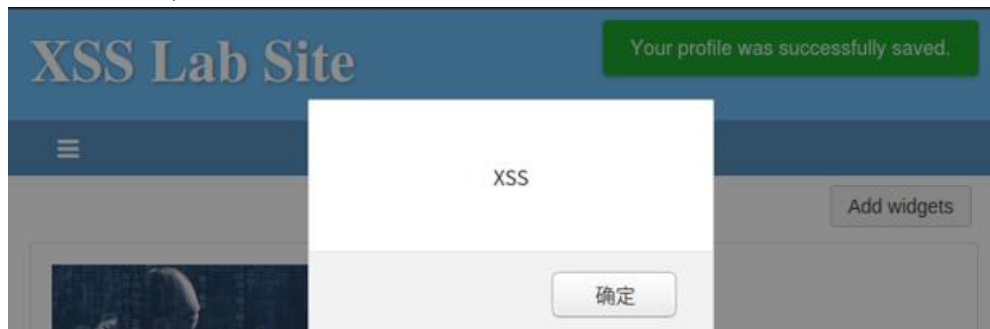 XSS Lab Site
Your profile was successfully saved.
XSS
Add widgets
确定